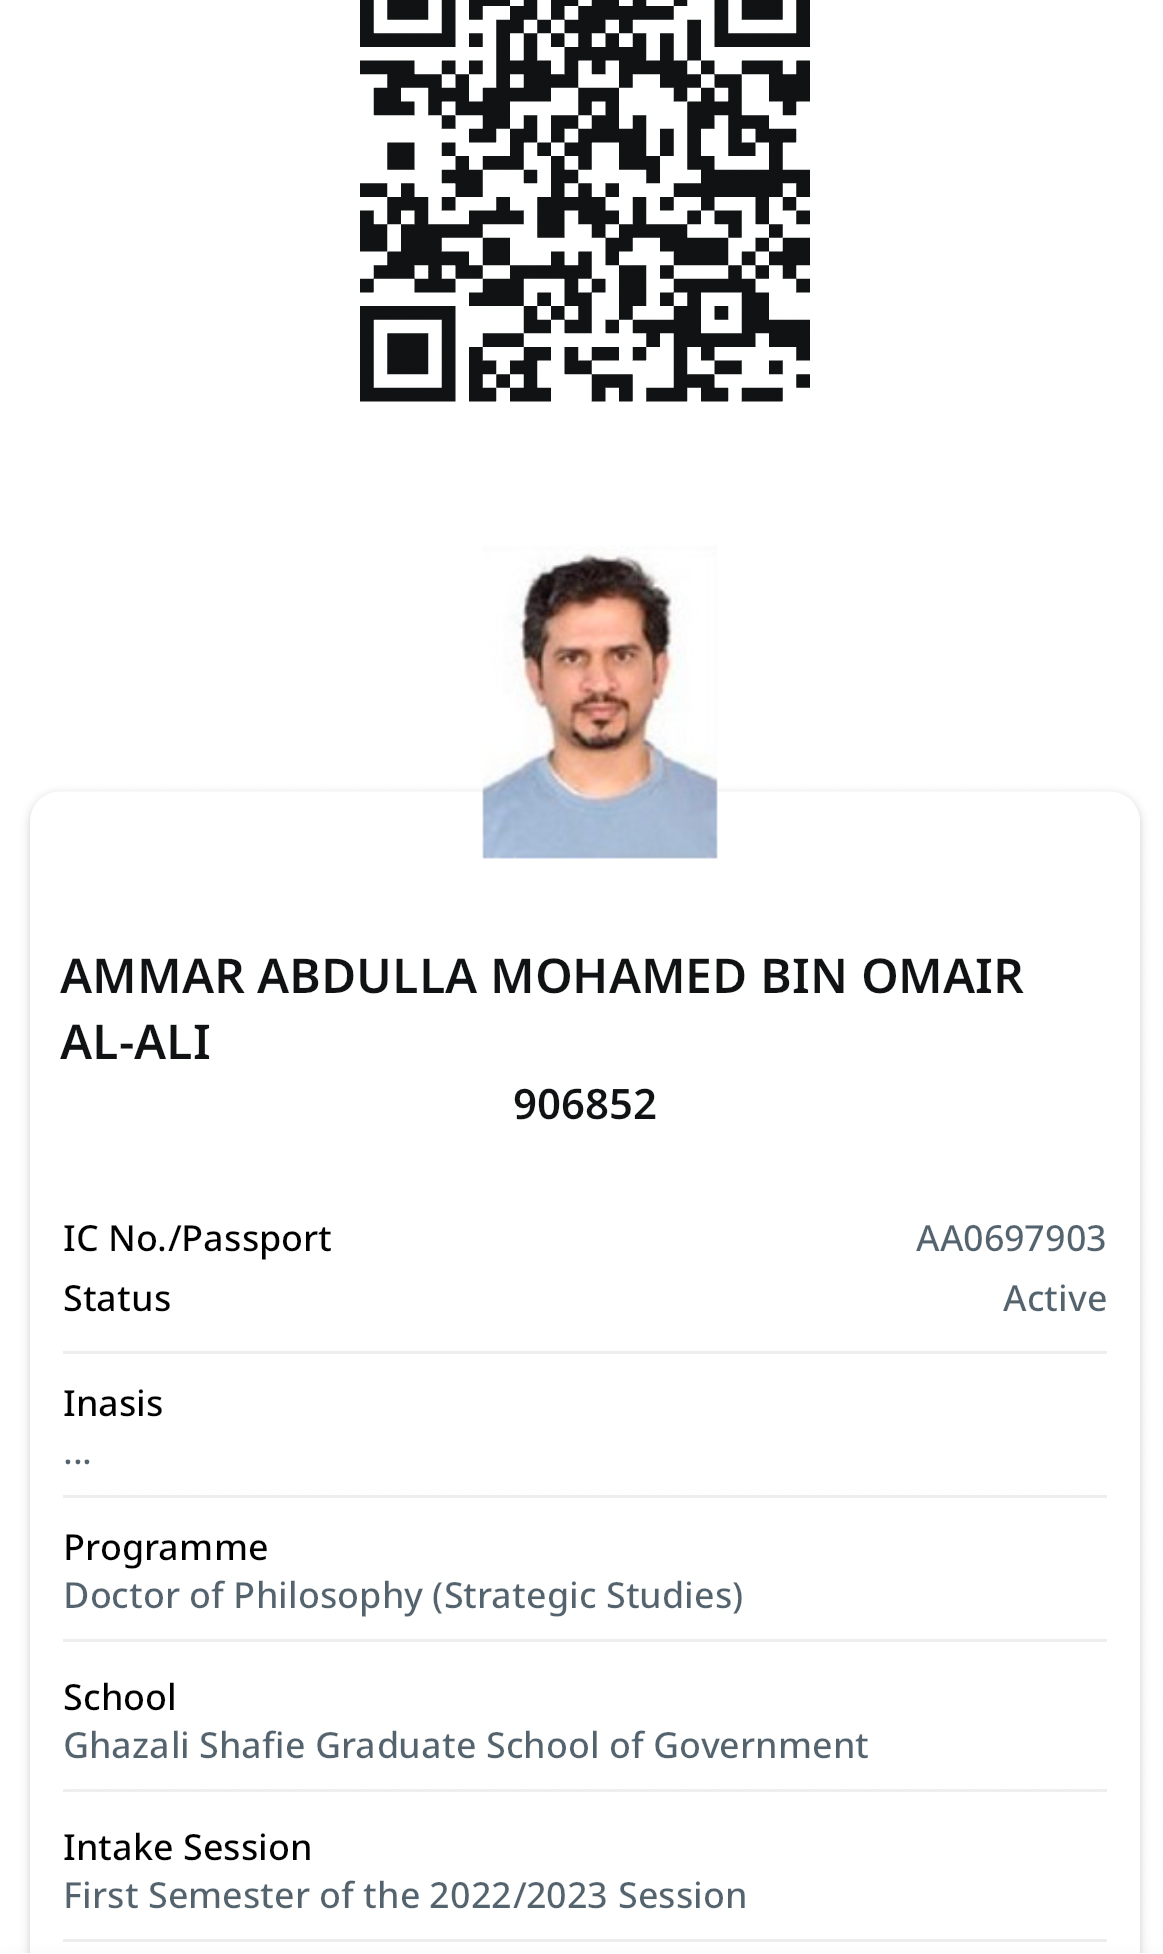 AMMAR ABDULLA MOHAMED BIN OMAIR
AL-ALI
906852
IC No./Passport AA0697903
Status Active
Inasis
...
Programme
Doctor of Philosophy (Strategic Studies)
School
Ghazali Shafie Graduate School of Government
Intake Session
First Semester of the 2022/2023 Session